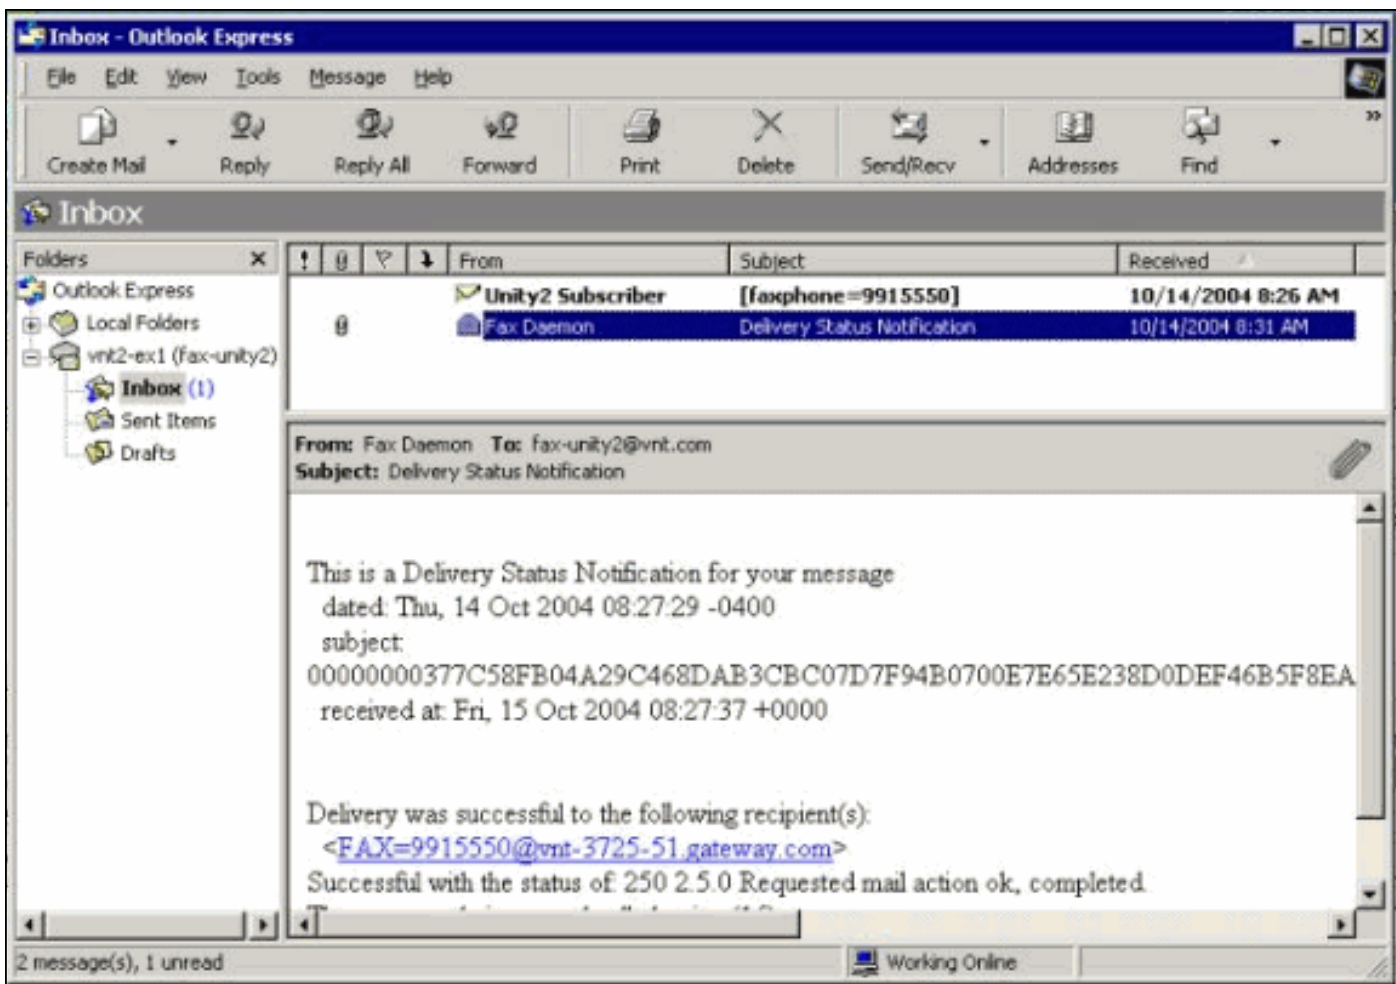 Inbox - Outlook Express
File Edit View Tools Message Help
Create Mail Reply Reply All Forward Print Delete Send/Recv Addresses Find »
Inbox
Folders
Outlook Express
Local Folders
vnt2-ex1 (fax-unity2)
Inbox (1)
Sent Items
Drafts
! From Subject Received
Unity2 Subscriber [faxphone=9915550] 10/14/2004 8:26 AM
Fax Daemon Delivery Status Notification 10/14/2004 8:31 AM
From: Fax Daemon To: fax-unity2@vnt.com
Subject: Delivery Status Notification
This is a Delivery Status Notification for your message
dated: Thu, 14 Oct 2004 08:27:29 -0400
subject:
00000000377C58FB04A29C468DAB3CBC07D7F94B0700E7E65E238D0DEF46B5F8EA
received at: Fri, 15 Oct 2004 08:27:37 +0000
Delivery was successful to the following recipient(s):
<FAX=9915550@vnt-3725-51.gateway.com>
Successful with the status of: 250 2.5.0 Requested mail action ok, completed.
2 message(s), 1 unread
Working Online